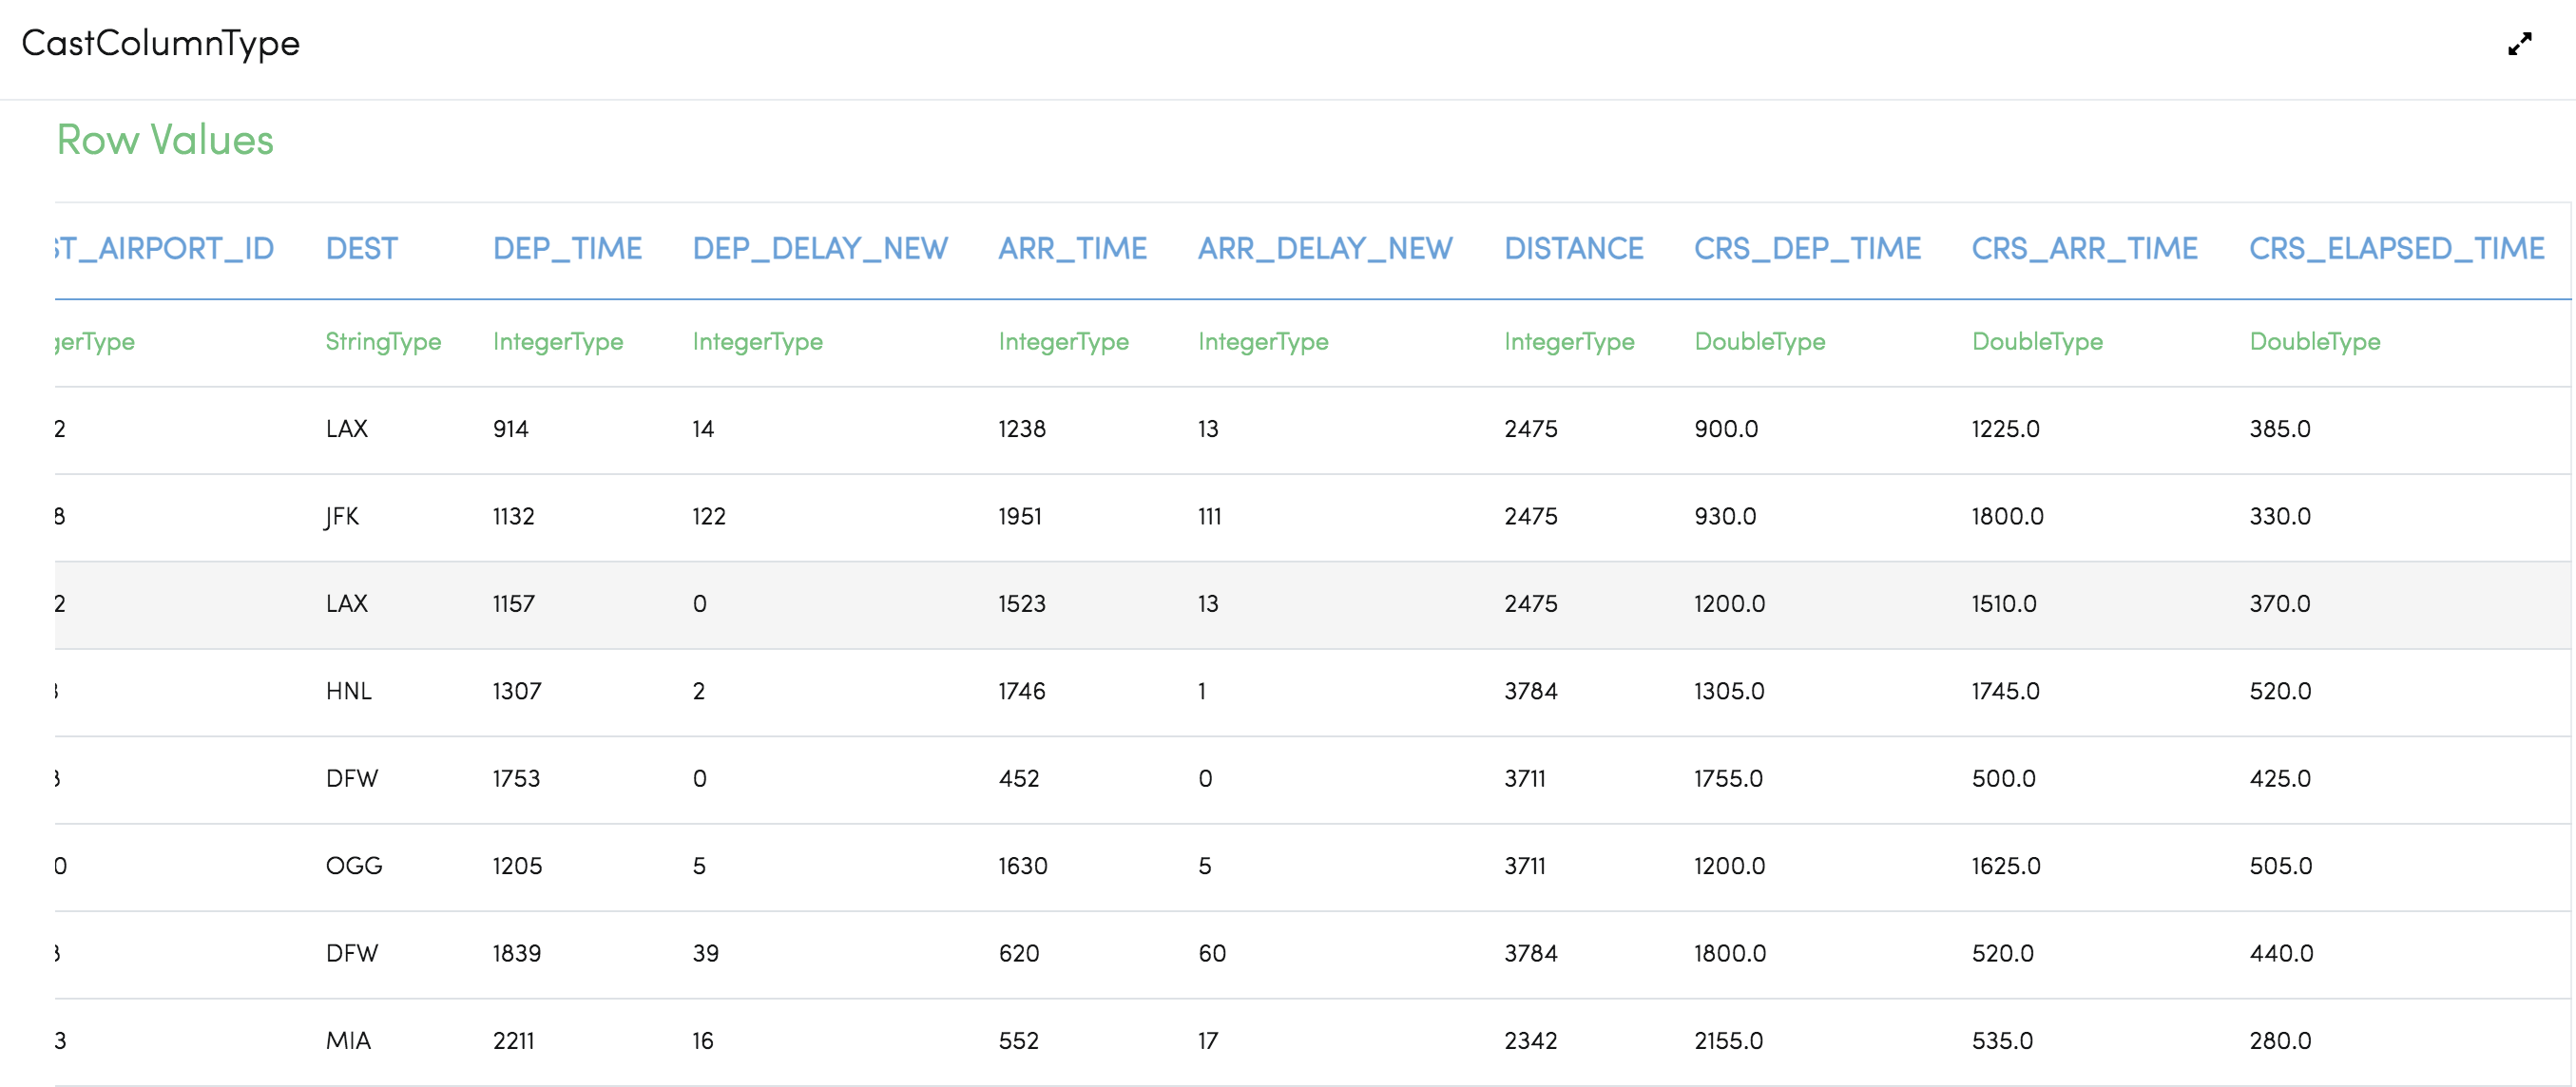 CastColumnType
Row Values
ST_AIRPORT_ID DEST DEP_TIME DEP_DELAY_NEW ARR_TIME ARR_DELAY_NEW DISTANCE CRS_DEP_TIME CRS_ARR_TIME CRS_ELAPSED_TIME
gerType StringType IntegerType IntegerType IntegerType IntegerType IntegerType DoubleType DoubleType DoubleType
2 LAX 914 14 1238 13 2475 900.0 1225.0 385.0
8 JFK 1132 122 1951 111 2475 930.0 1800.0 330.0
2 LAX 1157 0 1523 13 2475 1200.0 1510.0 370.0
3 HNL 1307 2 1746 1 3784 1305.0 1745.0 520.0
3 DFW 1753 0 452 0 3711 1755.0 500.0 425.0
0 OGG 1205 5 1630 5 3711 1200.0 1625.0 505.0
3 DFW 1839 39 620 60 3784 1800.0 520.0 440.0
3 MIA 2211 16 552 17 2342 2155.0 535.0 280.0